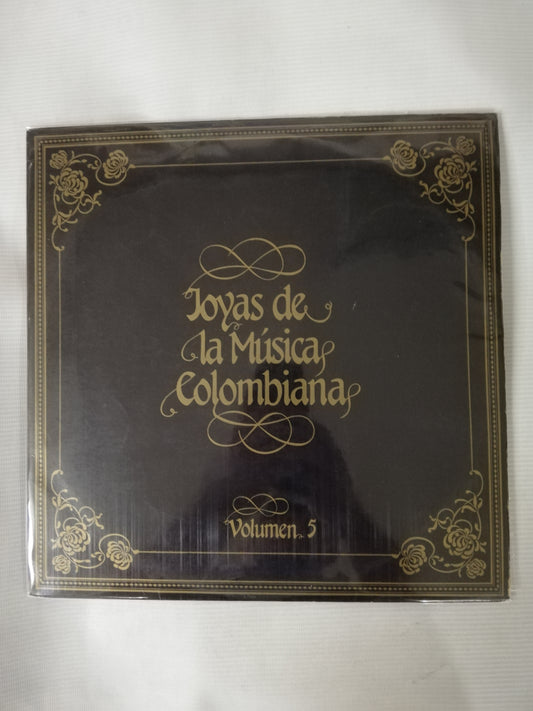 Joyas de
la Música
Colombiana
Volumen 5